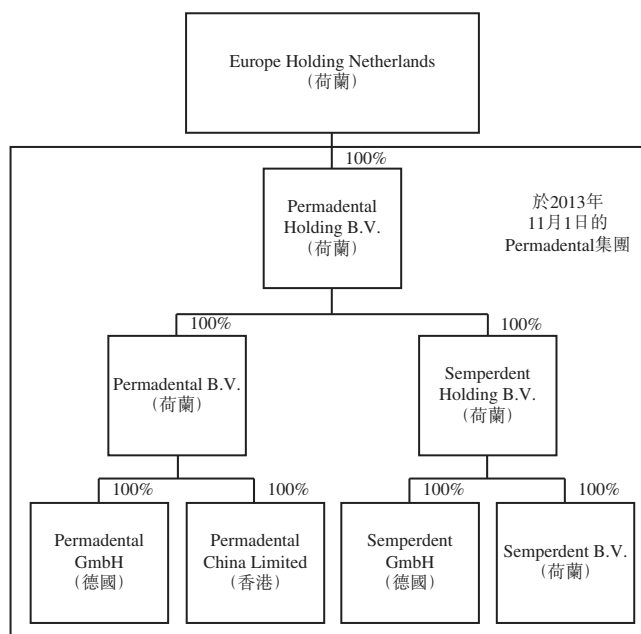 Europe Holding Netherlands
（荷蘭）
100%
Permadental
Holding B.V.
（荷蘭）
於2013年
11月1日的
Permadental集團
100%
100%
Permadental B.V.
（荷蘭）
Semperdent
Holding B.V.
（荷蘭）
100%
100%
100%
100%
Permadental
GmbH
（德國）
Permadental
China Limited
（香港）
Semperdent
GmbH
（德國）
Semperdent B.V.
（荷蘭）